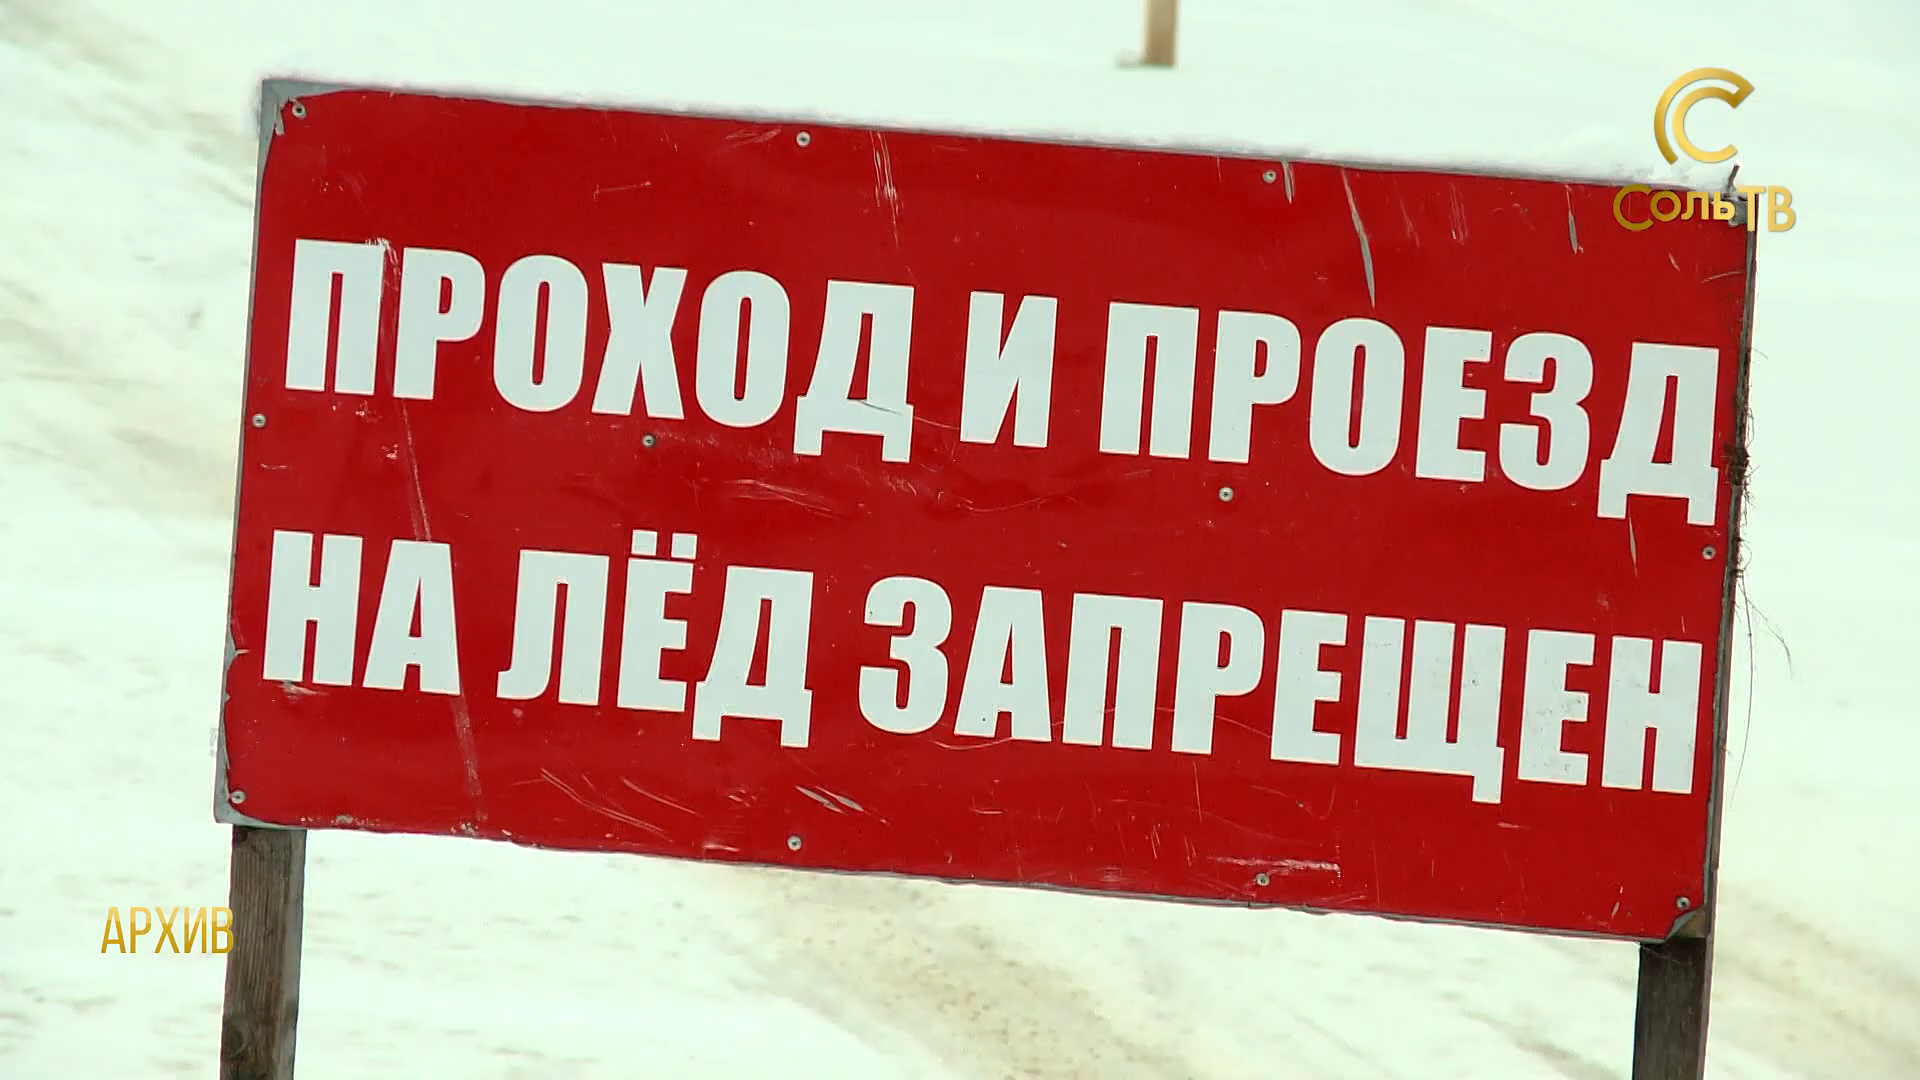 СОЛЬТВ
ПРОХОД И ПРОЕЗД
НА ЛЁД ЗАПРЕЩЕН
АРХИВ